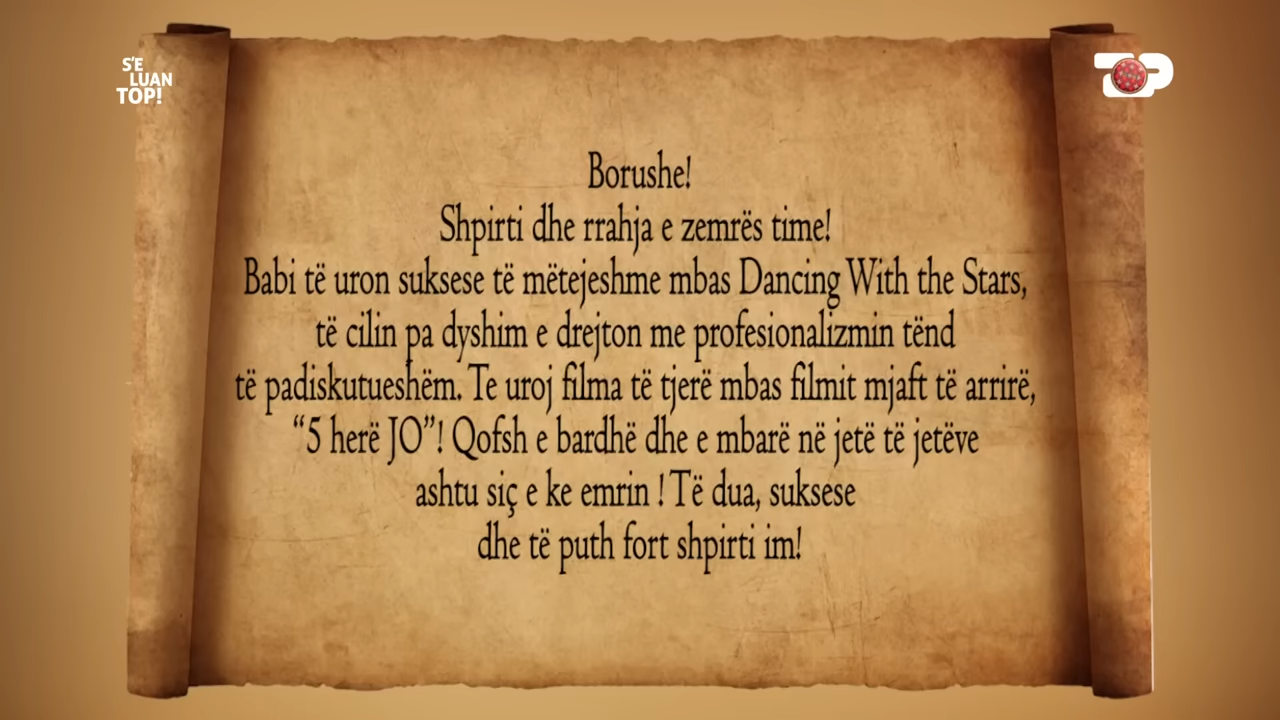 S'E
LUAN
TOP!
TOP
Borushe!
Shpirti dhe rrahja e zemrës time!
Babi të uron suksese të mëtejeshme mbas Dancing With the Stars,
të cilin pa dyshim e drejton me profesionalizmin tënd
të padiskutueshëm. Te uroj filma të tjerë mbas filmit mjaft të arrirë,
“5 herë JO”! Qofsh e bardhë dhe e mbarë në jetë të jetëve
ashtu siç e ke emrin ! Të dua, suksese
dhe të puth fort shpirti im!